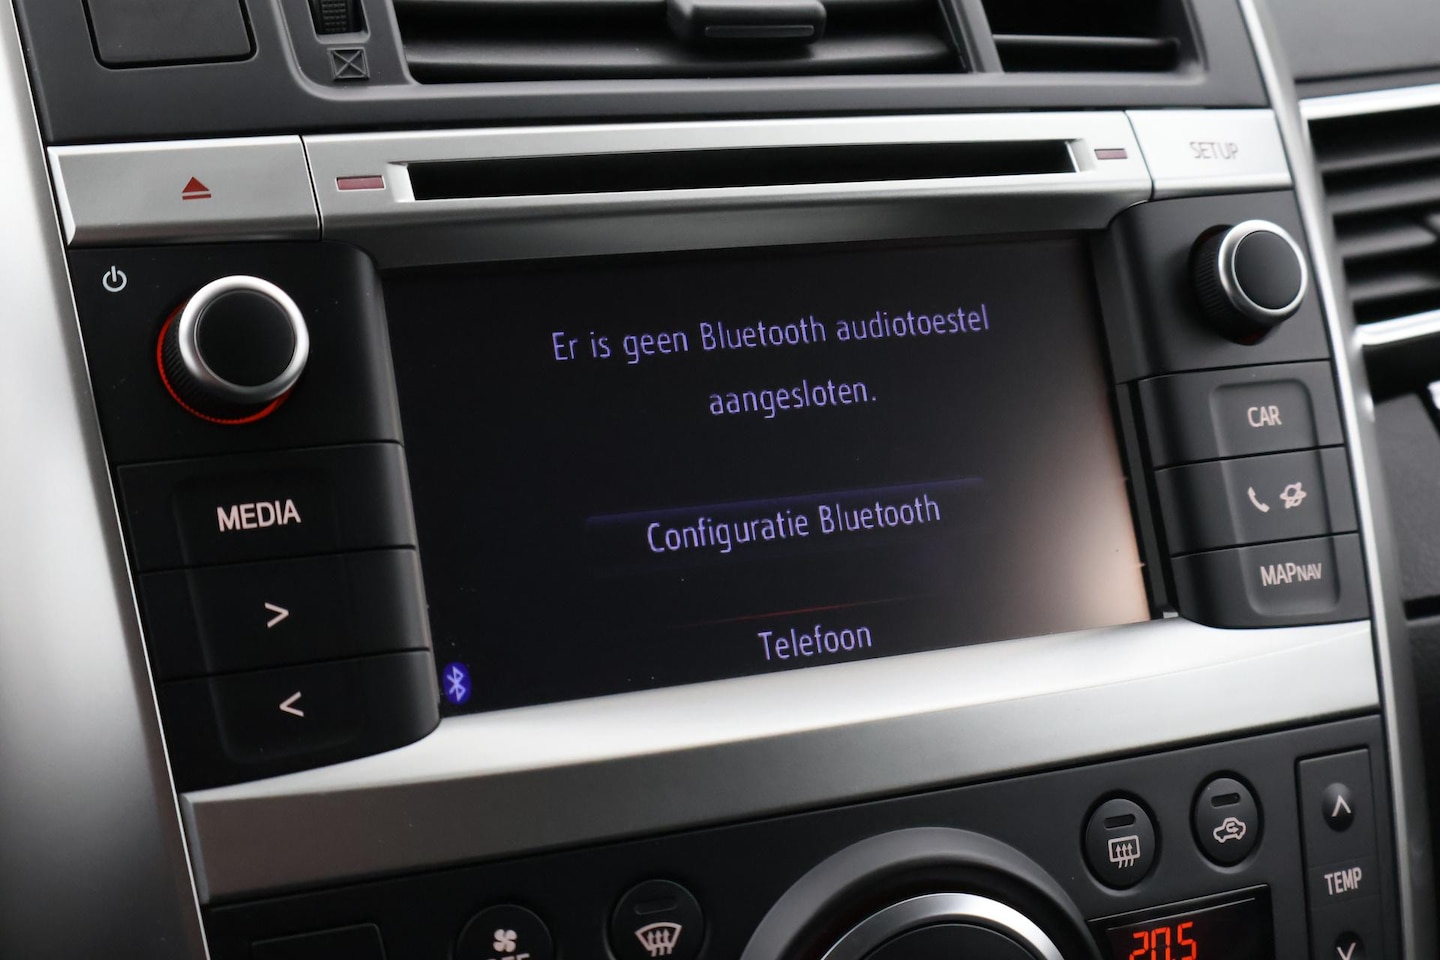 SETUP
Er is geen Bluetooth audiotoestel
aangesloten.
CAR
MEDIA
Configuratie Bluetooth
MAPNAV
>
Telefoon
<
TEMP
20.5